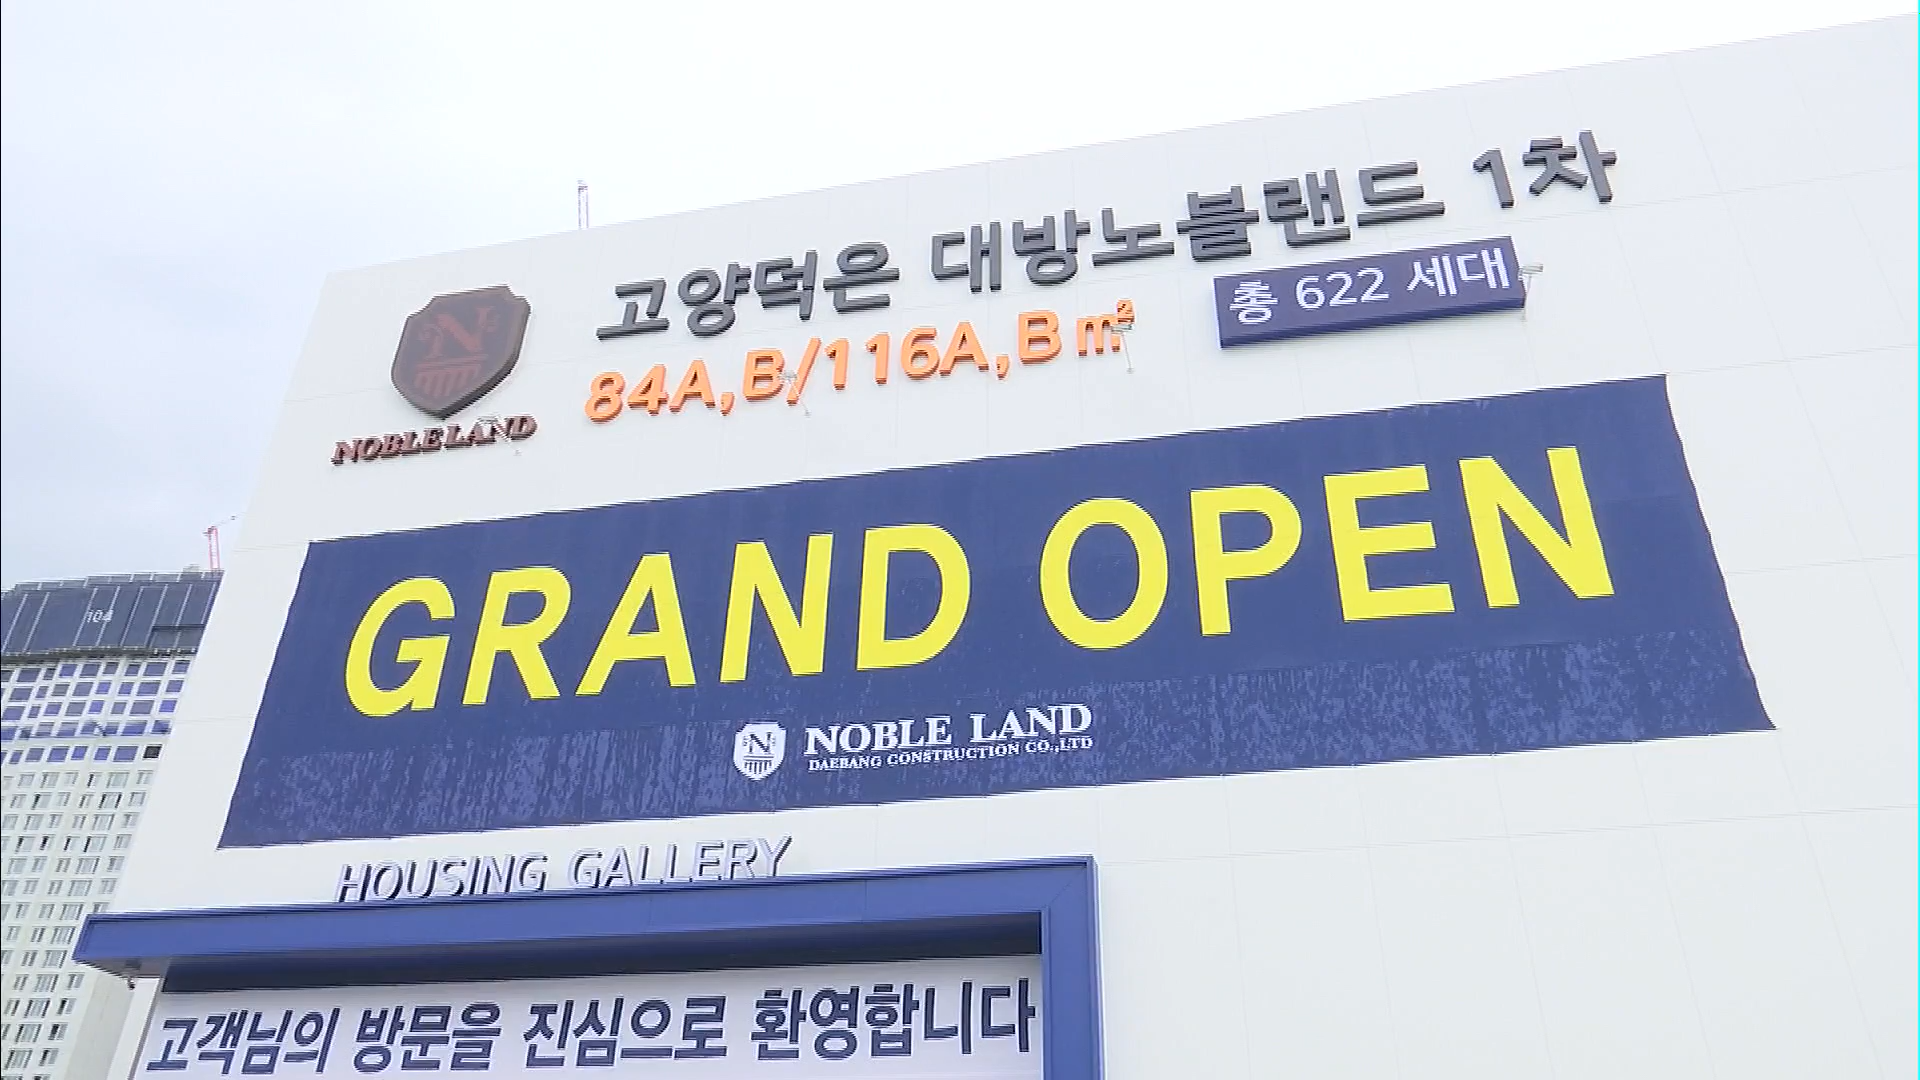 고양덕은 대방노블랜드 1차
84A,B/116A,B㎡
총 622 세대
N
NOBLELAND
GRAND OPEN
N
NOBLE LAND
DAEBANG CONSTRUCTION CO.,LTD
HOUSING GALLERY
104
고객님의 방문을 진심으로 환영합니다